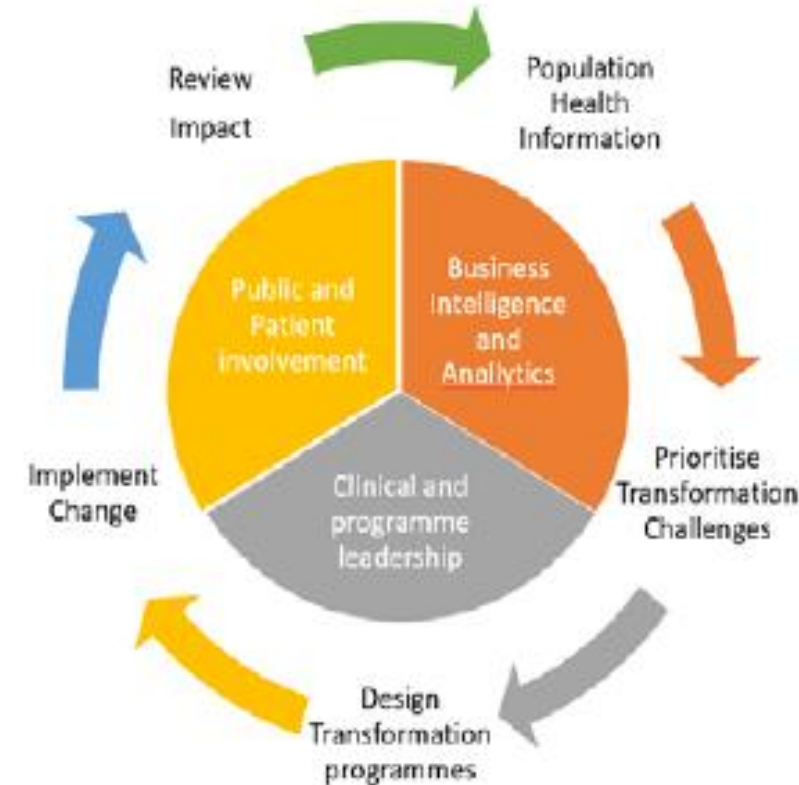 Review
Impact
Population
Health
Information
Public and
Patient
involvement
Business
Intelligence
and
Analytics
Prioritise
Transformation
Challenges
Implement
Change
Clinical and
programme
leadership
Design
Transformation
programmes